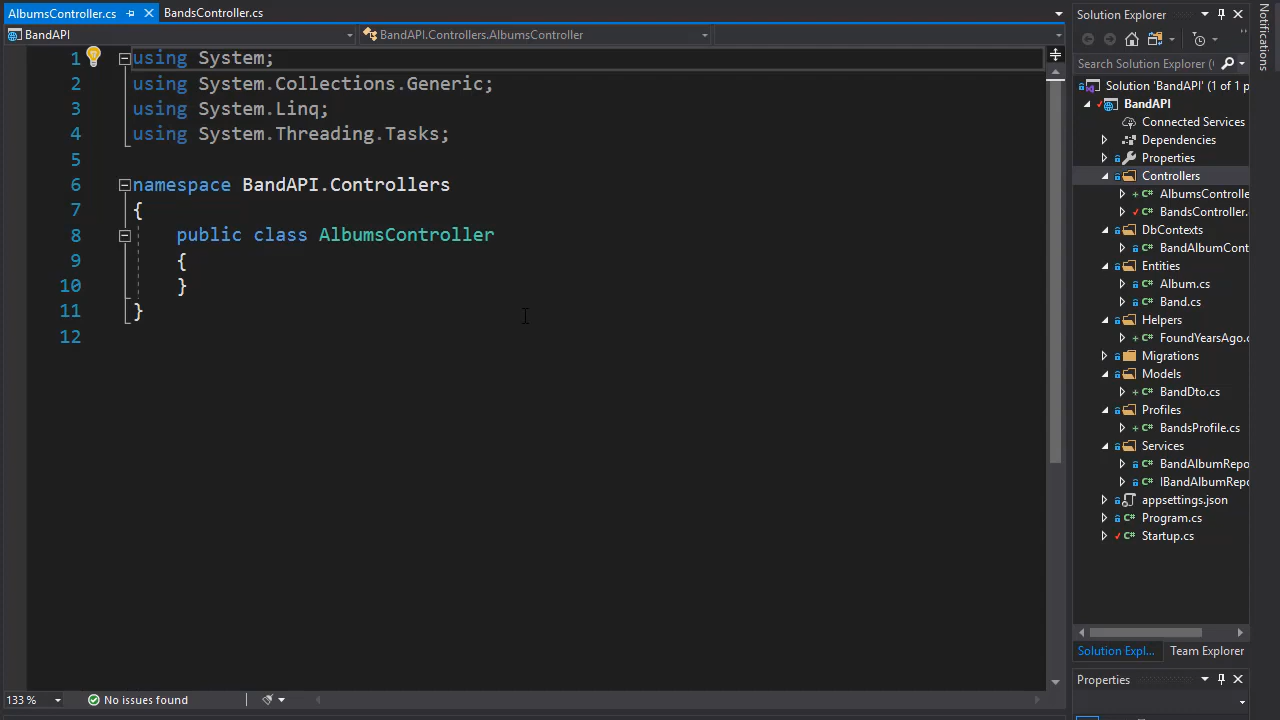 AlbumsController.cs
BandsController.cs
BandAPI
BandAPI.Controllers.AlbumsController
1 using System;
2 using System.Collections.Generic;
3 using System.Linq;
4 using System.Threading.Tasks;
5
6 namespace BandAPI.Controllers
7 {
8 public class AlbumsController
9 {
10 }
11 }
12
133 %
No issues found
Solution Explorer
Search Solution Explorer (
Solution 'BandAPI' (1 of 1 p
BandAPI
Connected Services
Dependencies
Properties
Controllers
AlbumsControlle
BandsController.
DbContexts
BandAlbumCont
Entities
Album.cs
Band.cs
Helpers
FoundYearsAgo.c
Migrations
Models
BandDto.cs
Profiles
BandsProfile.cs
Services
BandAlbumRepo
IBandAlbumRepo
appsettings.json
Program.cs
Startup.cs
Solution Expl...
Team Explorer
Properties
Notifications